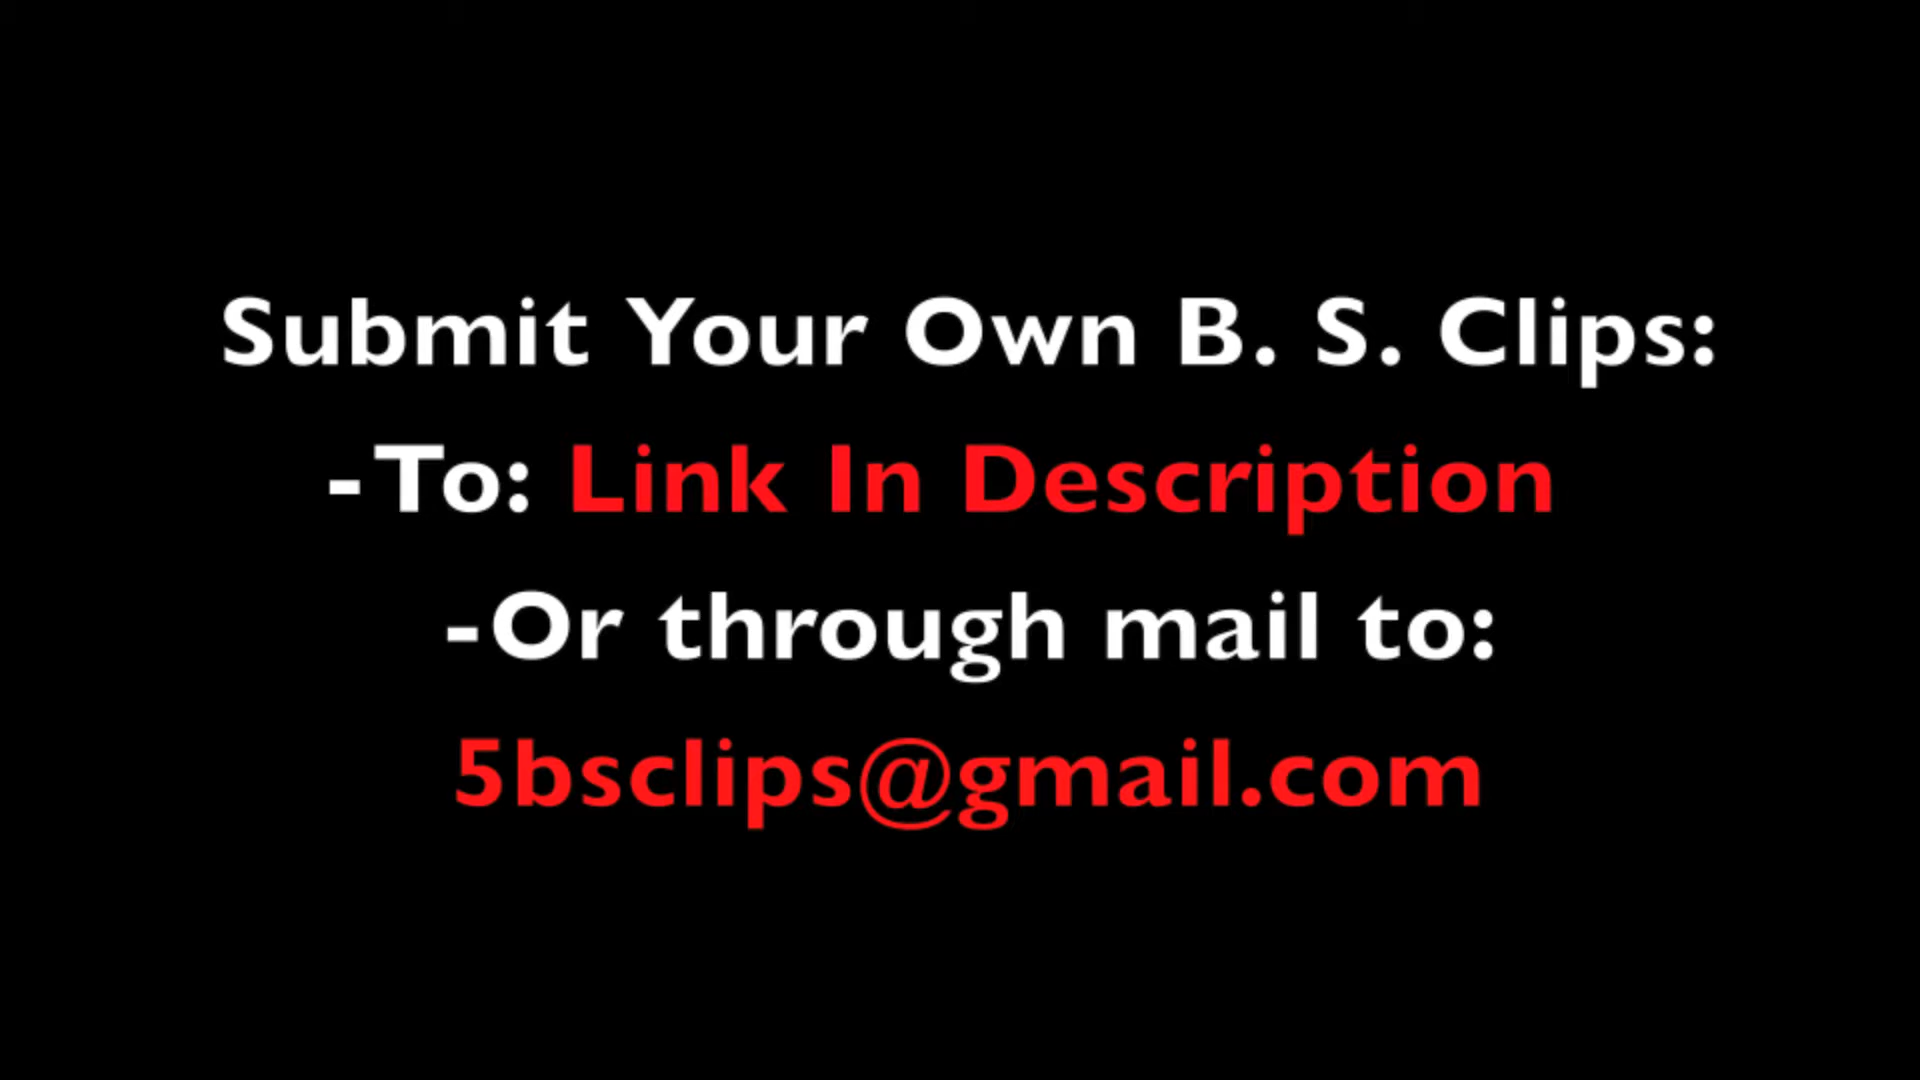 Submit Your Own B. S. Clips:
-To: Link In Description
-Or through mail to:
5bsclips@gmail.com